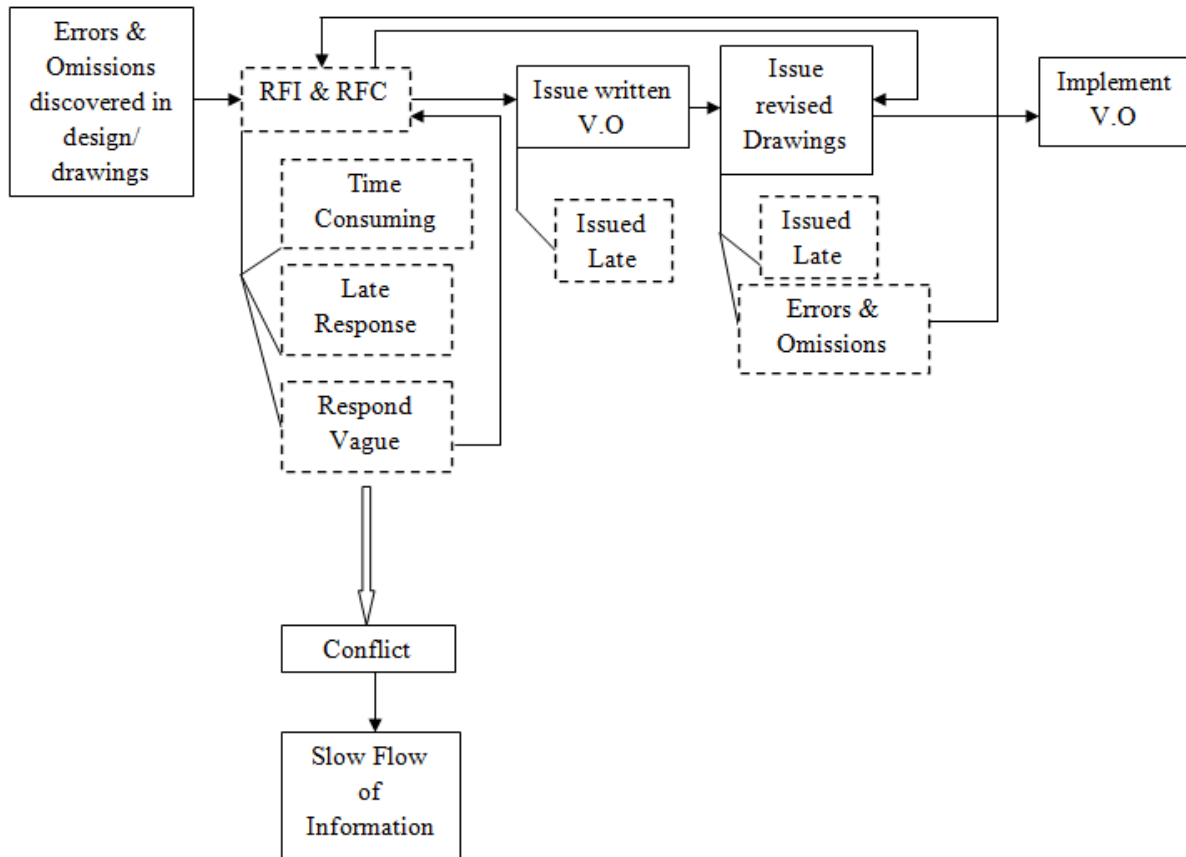 Errors &
Omissions
discovered in
design/
drawings
RFI & RFC
Issue written
V.O
Issue
revised
Drawings
Implement
V.O
Time
Consuming
Issued
Late
Issued
Late
Late
Response
Errors &
Omissions
Respond
Vague
Conflict
Slow Flow
of
Information